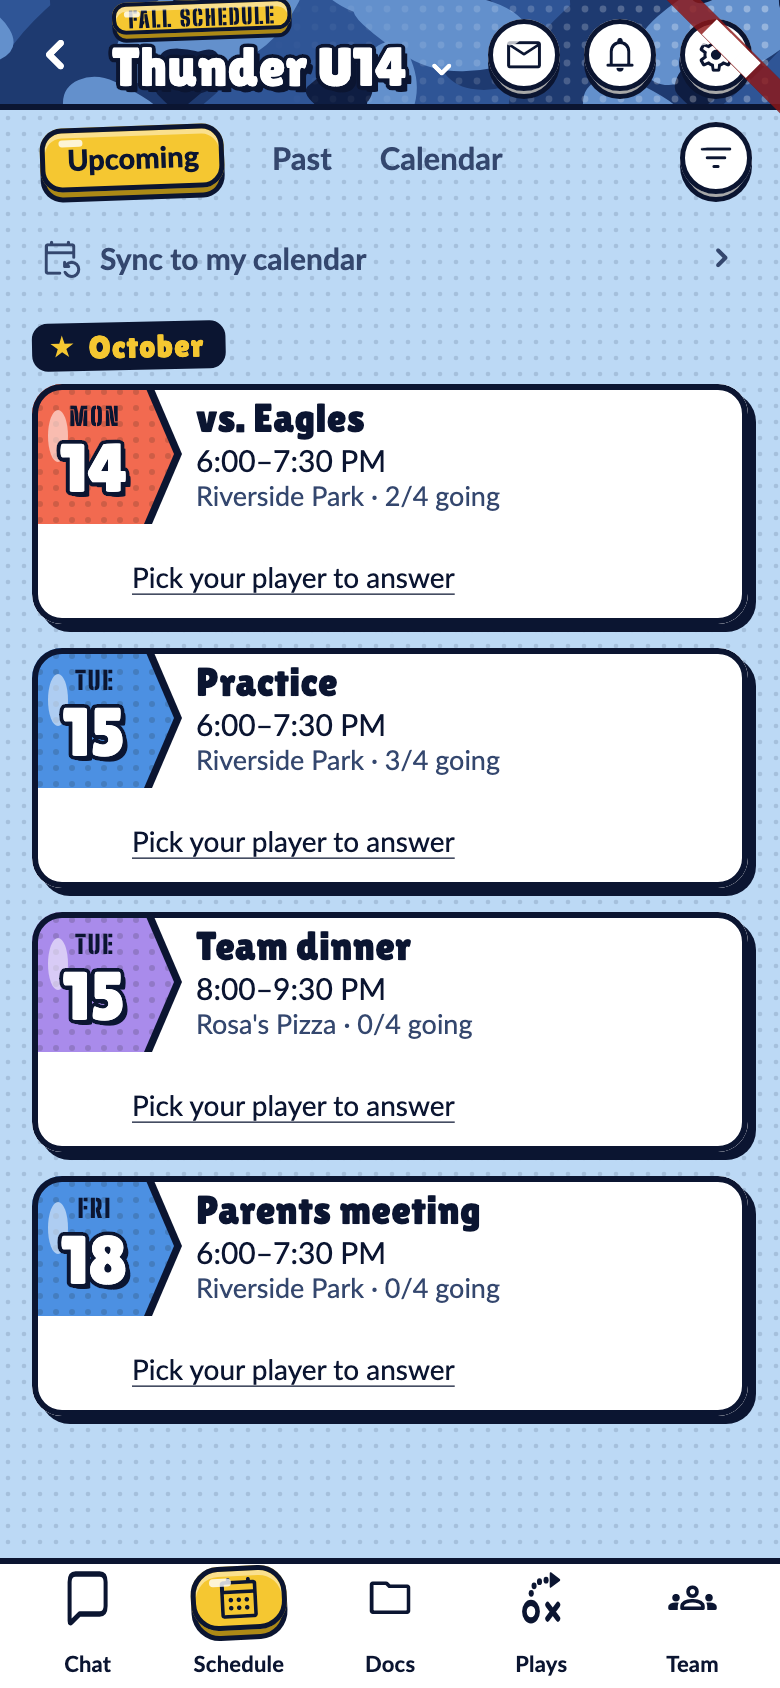 FALL SCHEDULE
Thunder U14
Upcoming
Past
Calendar
Sync to my calendar
★ October
MON
14
vs. Eagles
6:00–7:30 PM
Riverside Park · 2/4 going
Pick your player to answer
TUE
15
Practice
6:00–7:30 PM
Riverside Park · 3/4 going
Pick your player to answer
TUE
15
Team dinner
8:00–9:30 PM
Rosa's Pizza · 0/4 going
Pick your player to answer
FRI
18
Parents meeting
6:00–7:30 PM
Riverside Park · 0/4 going
Pick your player to answer
Chat
Schedule
Docs
Plays
Team